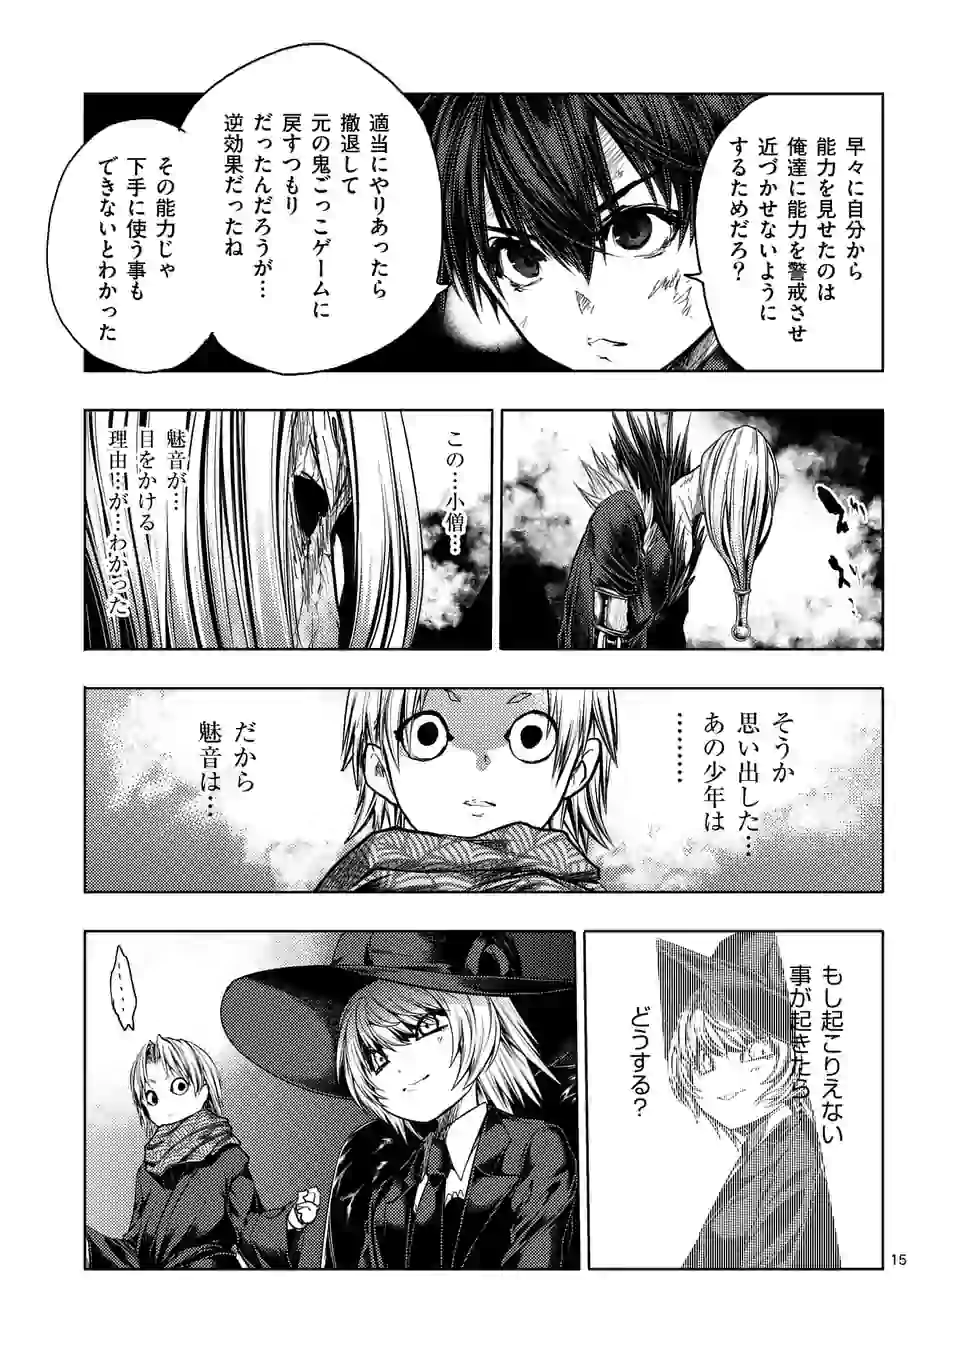 早々に自分から
能力を見せたのは
俺達に能力を警戒させ
近づかせないように
するためだろ？
適当にやりあったら
撤退して
元の鬼ごっこゲームに
戻すつもり
だったんだろうが…
逆効果だったね
その能力じゃ
下手に使う事も
できないとわかった
この…小僧…
魅音が…
目をかける
理由…が…わかった
そうか
思い出した…
あの少年は
………
だから
魅音は…
もし起こりえない
事が起きたら…
どうする？
……
15